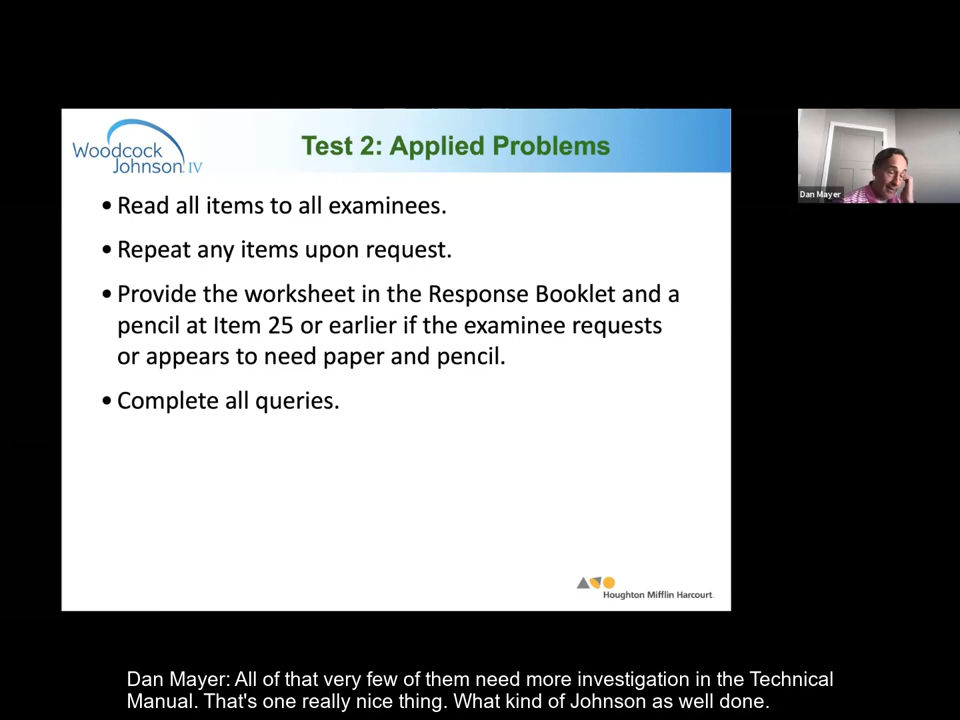 Woodcock
Johnson IV
Test 2: Applied Problems
• Read all items to all examinees.
• Repeat any items upon request.
• Provide the worksheet in the Response Booklet and a
pencil at Item 25 or earlier if the examinee requests
or appears to need paper and pencil.
• Complete all queries.
Houghton Mifflin Harcourt
Dan Mayer
Dan Mayer: All of that very few of them need more investigation in the Technical
Manual. That's one really nice thing. What kind of Johnson as well done.